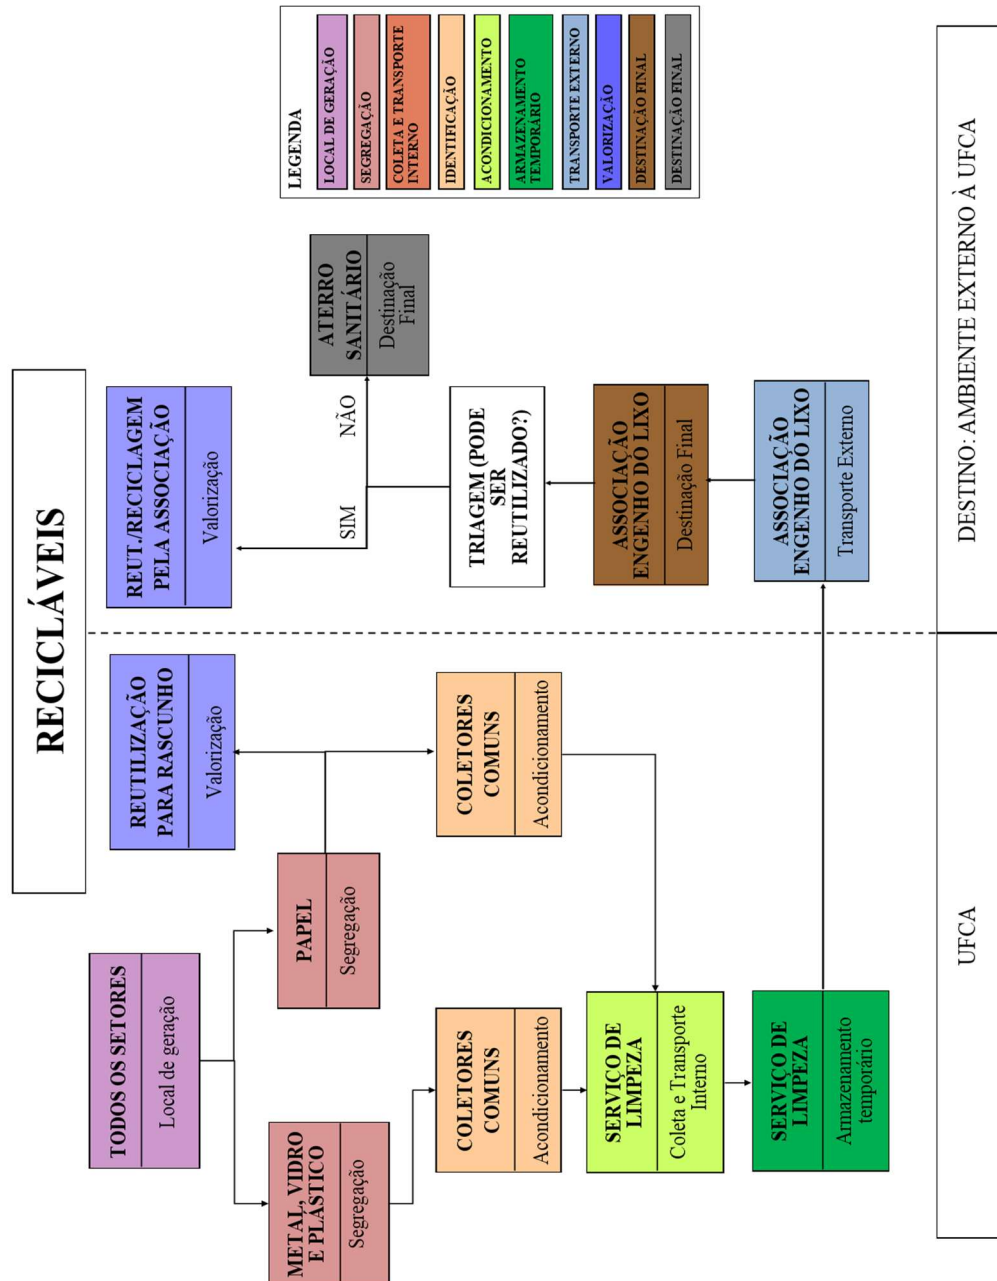 RECICLÁVEIS
TODOS OS SETORES
Local de geração
METAL, VIDRO
E PLÁSTICO
Segregação
PAPEL
Segregação
REUTILIZAÇÃO
PARA RASCUNHO
Valorização
COLETORES
COMUNS
Acondicionamento
COLETORES
COMUNS
Acondicionamento
SERVIÇO DE
LIMPEZA
Coleta e Transporte
Interno
SERVIÇO DE
LIMPEZA
Armazenamento
temporário
REUT./RECICLAGEM
PELA ASSOCIAÇÃO
Valorização
SIM
NÃO
ATERRO
SANITÁRIO
Destinação
Final
TRIAGEM (PODE
SER
REUTILIZADO?)
ASSOCIAÇÃO
ENGENHO DO LIXO
Destinação Final
ASSOCIAÇÃO
ENGENHO DO LIXO
Transporte Externo
LEGENDA
LOCAL DE GERAÇÃO
SEGREGAÇÃO
COLETA E TRANSPORTE
INTERNO
IDENTIFICAÇÃO
ACONDICIONAMENTO
ARMAZENAMENTO
TEMPORÁRIO
TRANSPORTE EXTERNO
VALORIZAÇÃO
DESTINAÇÃO FINAL
DESTINAÇÃO FINAL
UFCA
DESTINO: AMBIENTE EXTERNO À UFCA